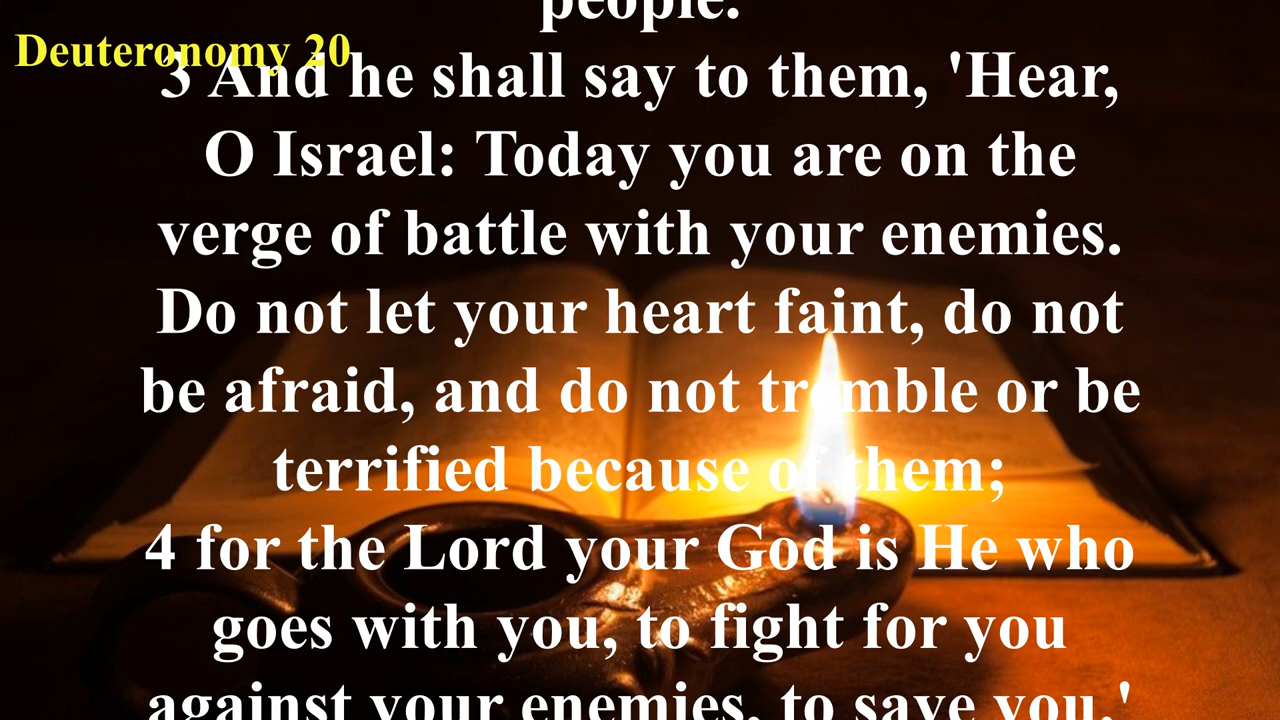 people.
Deuteronomy 20
3 And he shall say to them, 'Hear,
O Israel: Today you are on the
verge of battle with your enemies.
Do not let your heart faint, do not
be afraid, and do not tremble or be
terrified because of them;
4 for the Lord your God is He who
goes with you, to fight for you
against your enemies, to save you.'